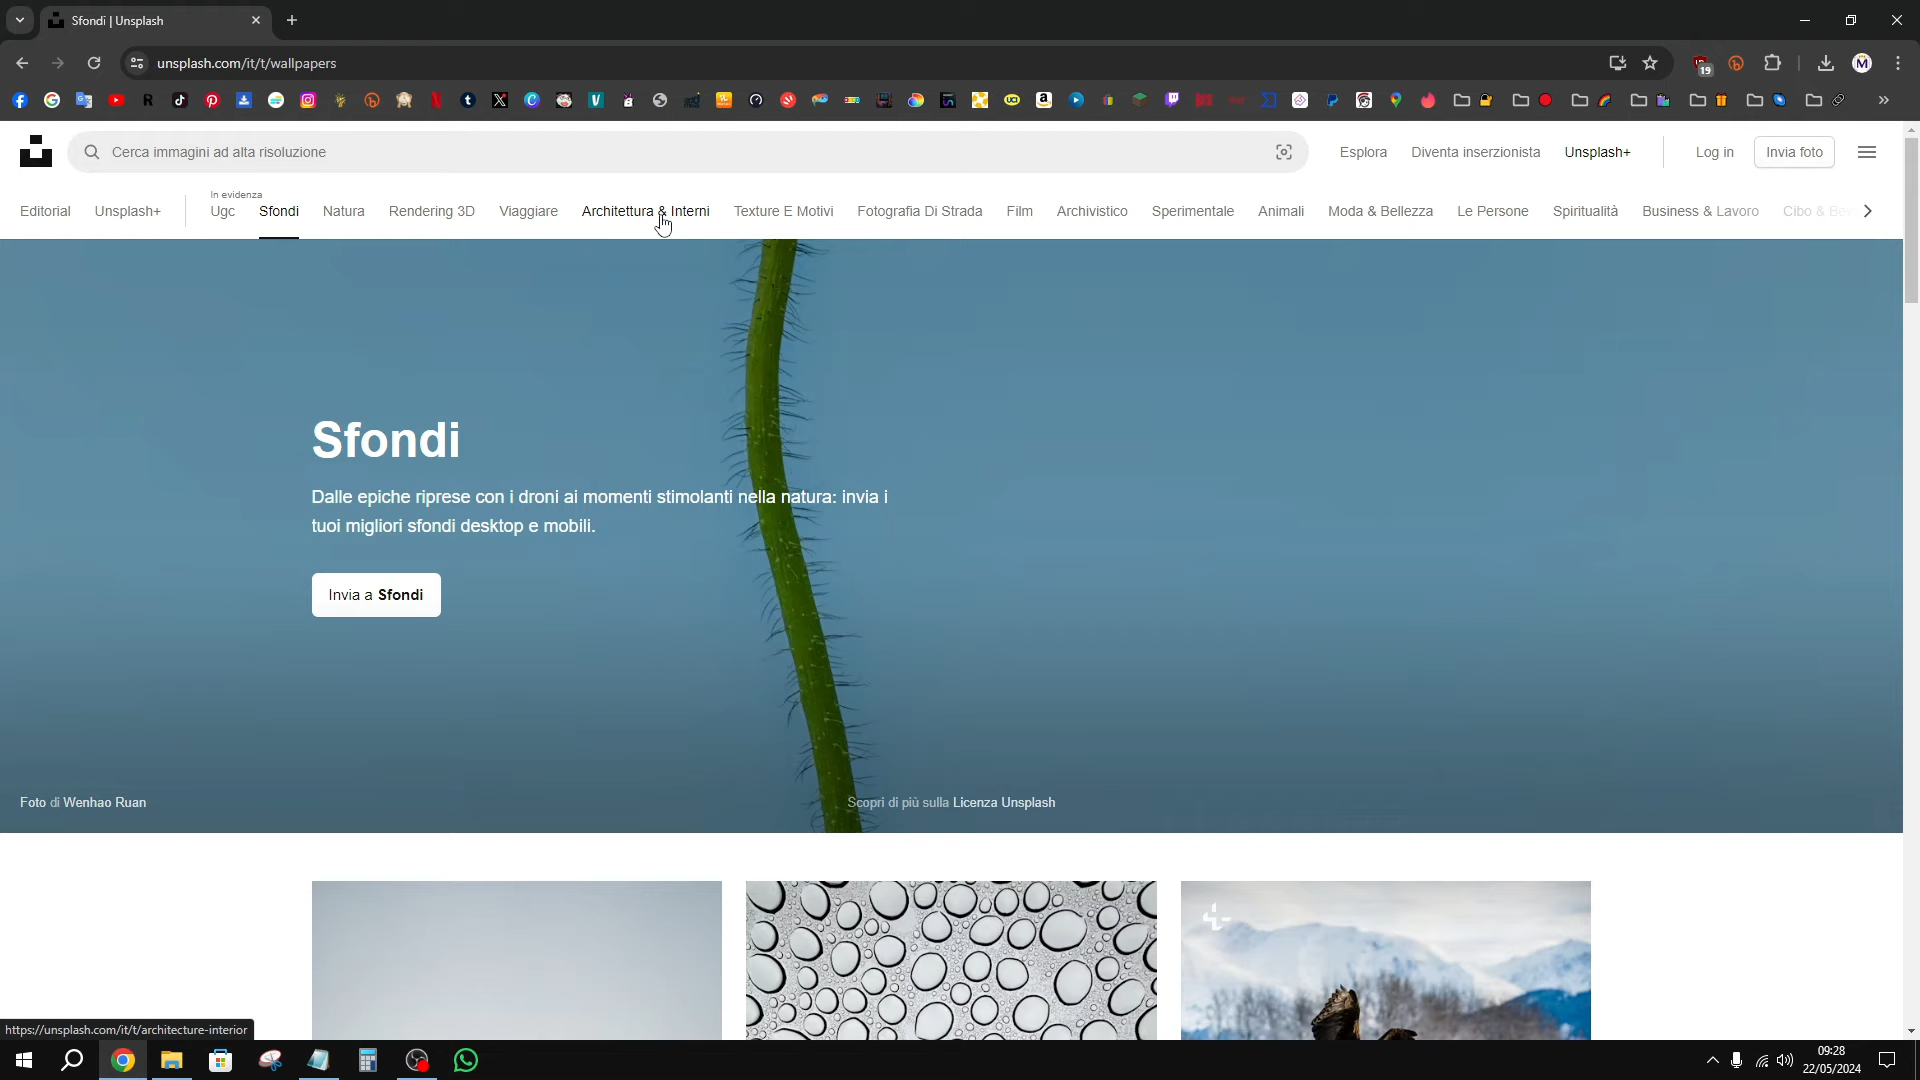 Sfondi | Unsplash
unsplash.com/it/t/wallpapers
19
M
Cerca immagini ad alta risoluzione
Esplora
Diventa inserzionista
Unsplash+
Log in
Invia foto
In evidenza
Editorial
Unsplash+
Ugc
Sfondi
Natura
Rendering 3D
Viaggiare
Architettura & Interni
Texture E Motivi
Fotografia Di Strada
Film
Archivistico
Sperimentale
Animali
Moda & Bellezza
Le Persone
Spiritualità
Business & Lavoro
Cibo &
Sfondi
Dalle epiche riprese con i droni ai momenti stimolanti nella natura: invia i
tuoi migliori sfondi desktop e mobili.
Invia a Sfondi
Foto di Wenhao Ruan
Scopri di più sulla Licenza Unsplash
https://unsplash.com/it/t/architecture-interior
09:28
22/05/2024